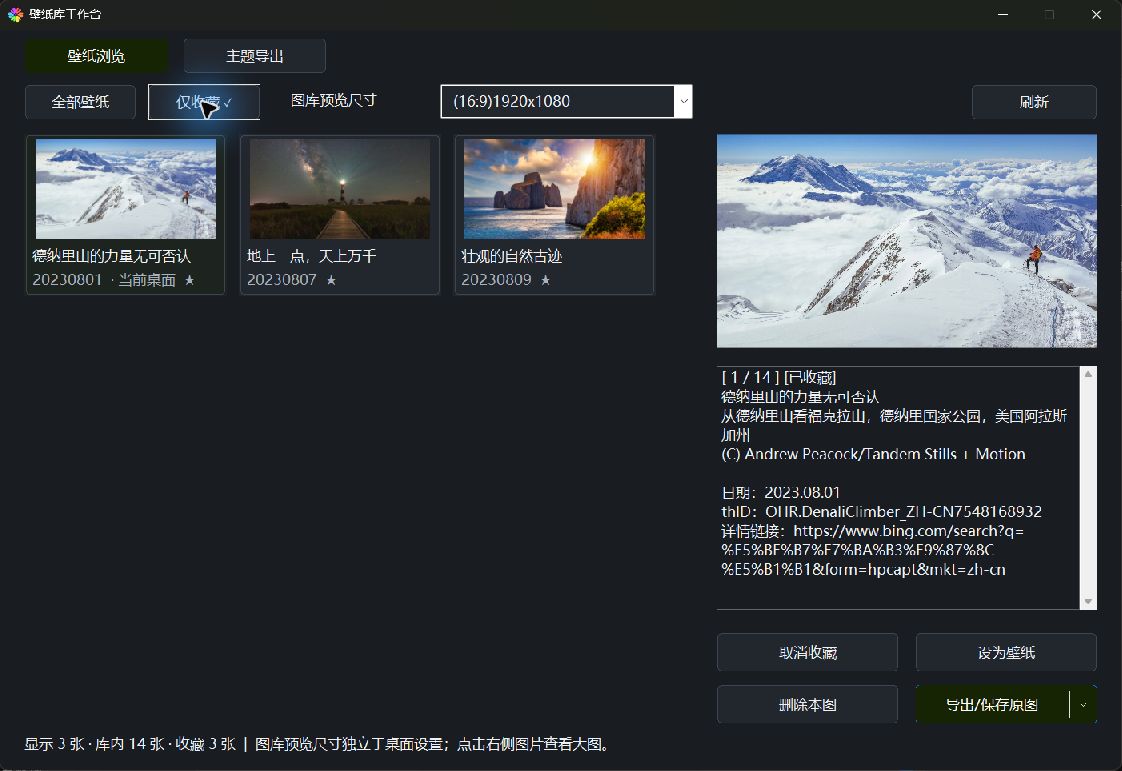 壁纸库工作台
壁纸浏览
主题导出
全部壁纸
仅收藏 ✓
图库预览尺寸
(16:9)1920x1080
刷新
德纳里山的力量无可否认
20230801 · 当前桌面 ★
地上一点，天上万千
20230807 ★
壮观的自然古迹
20230809 ★
[ 1 / 14 ] [已收藏]
德纳里山的力量无可否认
从德纳里山看福克拉山，德纳里国家公园，美国阿拉斯
加州
(C) Andrew Peacock/Tandem Stills + Motion
日期：2023.08.01
thID：OHR.DenaliClimber_ZH-CN7548168932
详情链接：https://www.bing.com/search?q=
%E5%BE%B7%E7%BA%B3%E9%87%8C
%E5%B1%B1&form=hpcapt&mkt=zh-cn
取消收藏
设为壁纸
删除本图
导出/保存原图
显示 3 张 · 库内 14 张 · 收藏 3 张 | 图库预览尺寸独立于桌面设置；点击右侧图片查看大图。